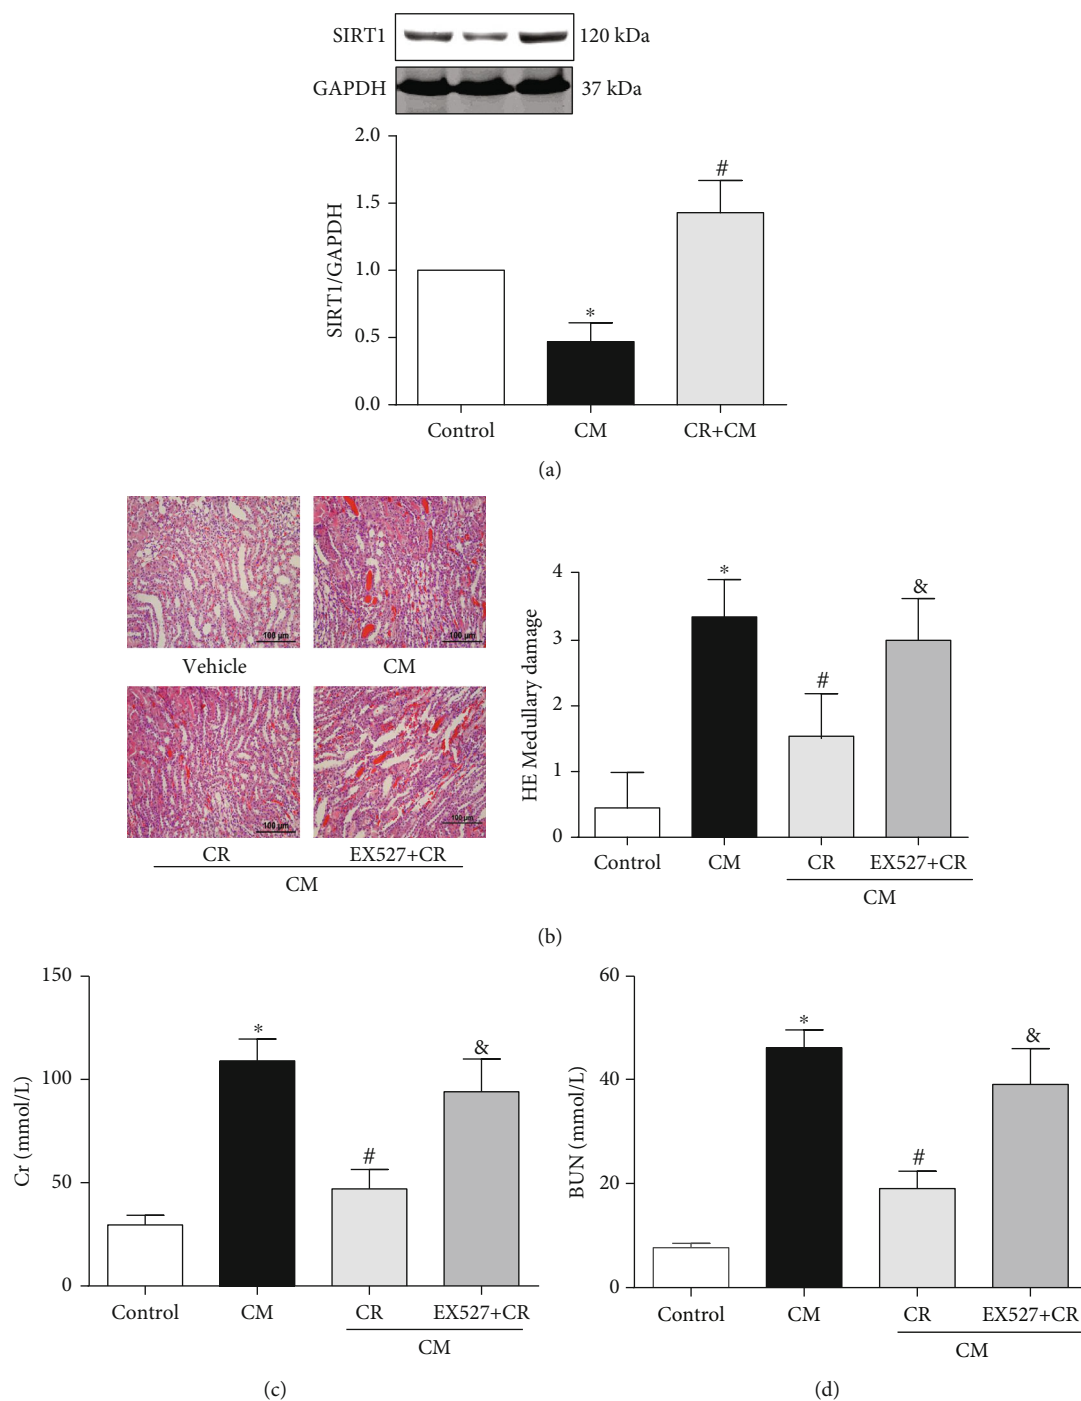 SIRT1 120 kDa
GAPDH 37 kDa
2.0
1.5
1.0
0.5
0.0
SIRT1/GAPDH
*
#
Control CM CR+CM
(a)
100 μm
100 μm
Vehicle CM
100 μm
100 μm
CR EX527+CR
CM
4
3
2
1
0
HE Medullary damage
*
#
&
Control CM CR EX527+CR
CM
(b)
150
100
50
0
Cr (mmol/L)
*
#
&
Control CM CR EX527+CR
CM
(c)
60
40
20
0
BUN (mmol/L)
*
#
&
Control CM CR EX527+CR
CM
(d)